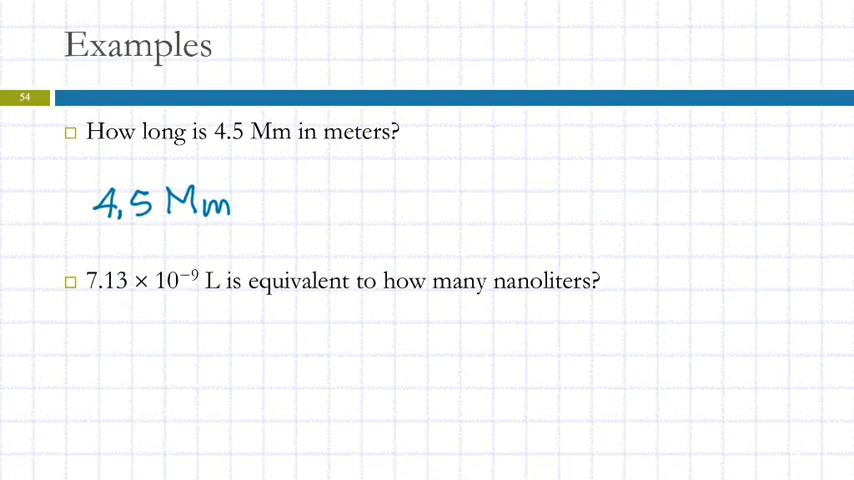 Examples
54
How long is 4.5 Mm in meters?
4,5 Mm
7.13 × 10⁻⁹ L is equivalent to how many nanoliters?